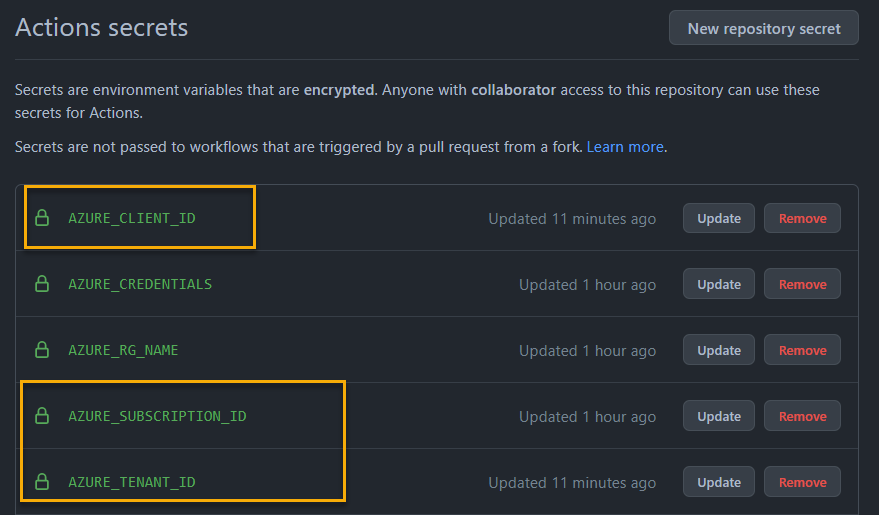 Actions secrets
New repository secret
Secrets are environment variables that are encrypted. Anyone with collaborator access to this repository can use these
secrets for Actions.
Secrets are not passed to workflows that are triggered by a pull request from a fork. Learn more.
AZURE_CLIENT_ID Updated 11 minutes ago Update Remove
AZURE_CREDENTIALS Updated 1 hour ago Update Remove
AZURE_RG_NAME Updated 1 hour ago Update Remove
AZURE_SUBSCRIPTION_ID Updated 1 hour ago Update Remove
AZURE_TENANT_ID Updated 11 minutes ago Update Remove